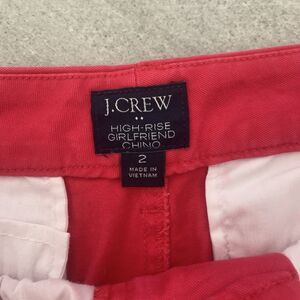 J.CREW
HIGH-RISE
GIRLFRIEND
CHINO
2
MADE IN
VIETNAM